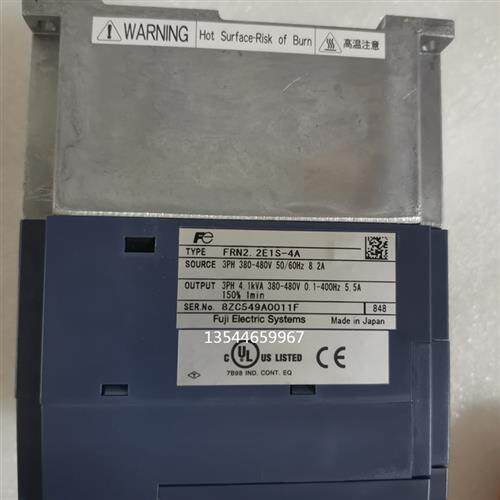 WARNING Hot Surface-Risk of Burn 高温注意
Fe
TYPE FRN2.2E1S-4A
SOURCE 3PH 380-480V 50/60Hz 8.2A
OUTPUT 3PH 4.1kVA 380-480V 0.1-400Hz 5.5A
150% 1min
SER.No. 8ZC549A0011F 848
Fuji Electric Systems Made in Japan
13544659967
C UL US LISTED CE
7B98 IND. CONT. EQ